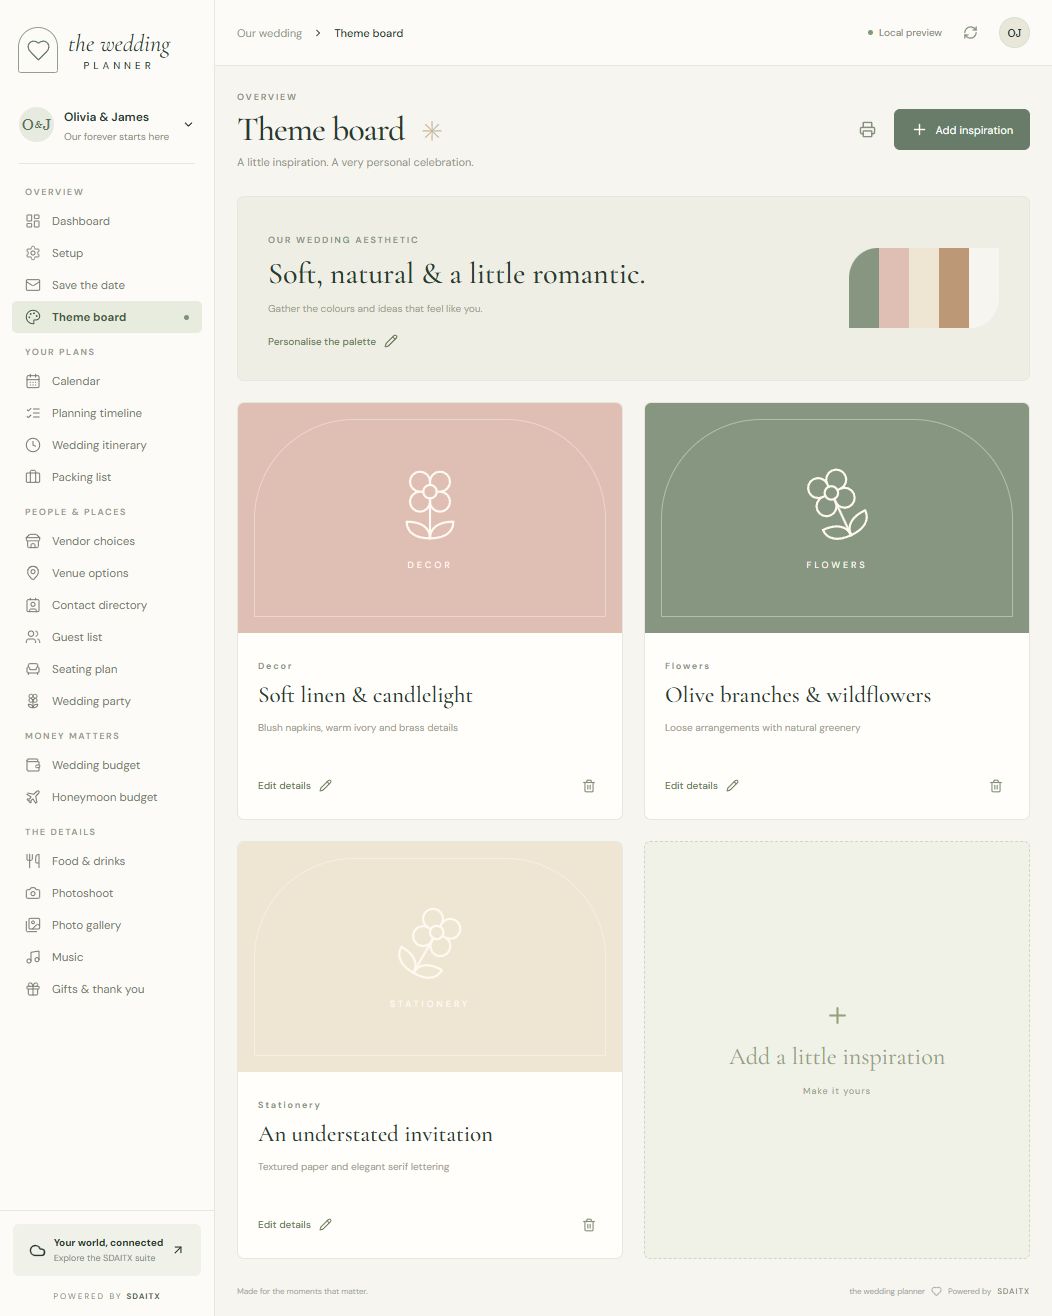 the wedding
PLANNER
O&J
Olivia & James
Our forever starts here
OVERVIEW
Dashboard
Setup
Save the date
Theme board
YOUR PLANS
Calendar
Planning timeline
Wedding itinerary
Packing list
PEOPLE & PLACES
Vendor choices
Venue options
Contact directory
Guest list
Seating plan
Wedding party
MONEY MATTERS
Wedding budget
Honeymoon budget
THE DETAILS
Food & drinks
Photoshoot
Photo gallery
Music
Gifts & thank you
Your world, connected
Explore the SDAITX suite
POWERED BY SDAITX
Our wedding > Theme board
Local preview
OJ
OVERVIEW
Theme board
A little inspiration. A very personal celebration.
Add inspiration
OUR WEDDING AESTHETIC
Soft, natural & a little romantic.
Gather the colours and ideas that feel like you.
Personalise the palette
DECOR
Decor
Soft linen & candlelight
Blush napkins, warm ivory and brass details
Edit details
FLOWERS
Flowers
Olive branches & wildflowers
Loose arrangements with natural greenery
Edit details
STATIONERY
Stationery
An understated invitation
Textured paper and elegant serif lettering
Edit details
Add a little inspiration
Make it yours
Made for the moments that matter.
the wedding planner Powered by SDAITX